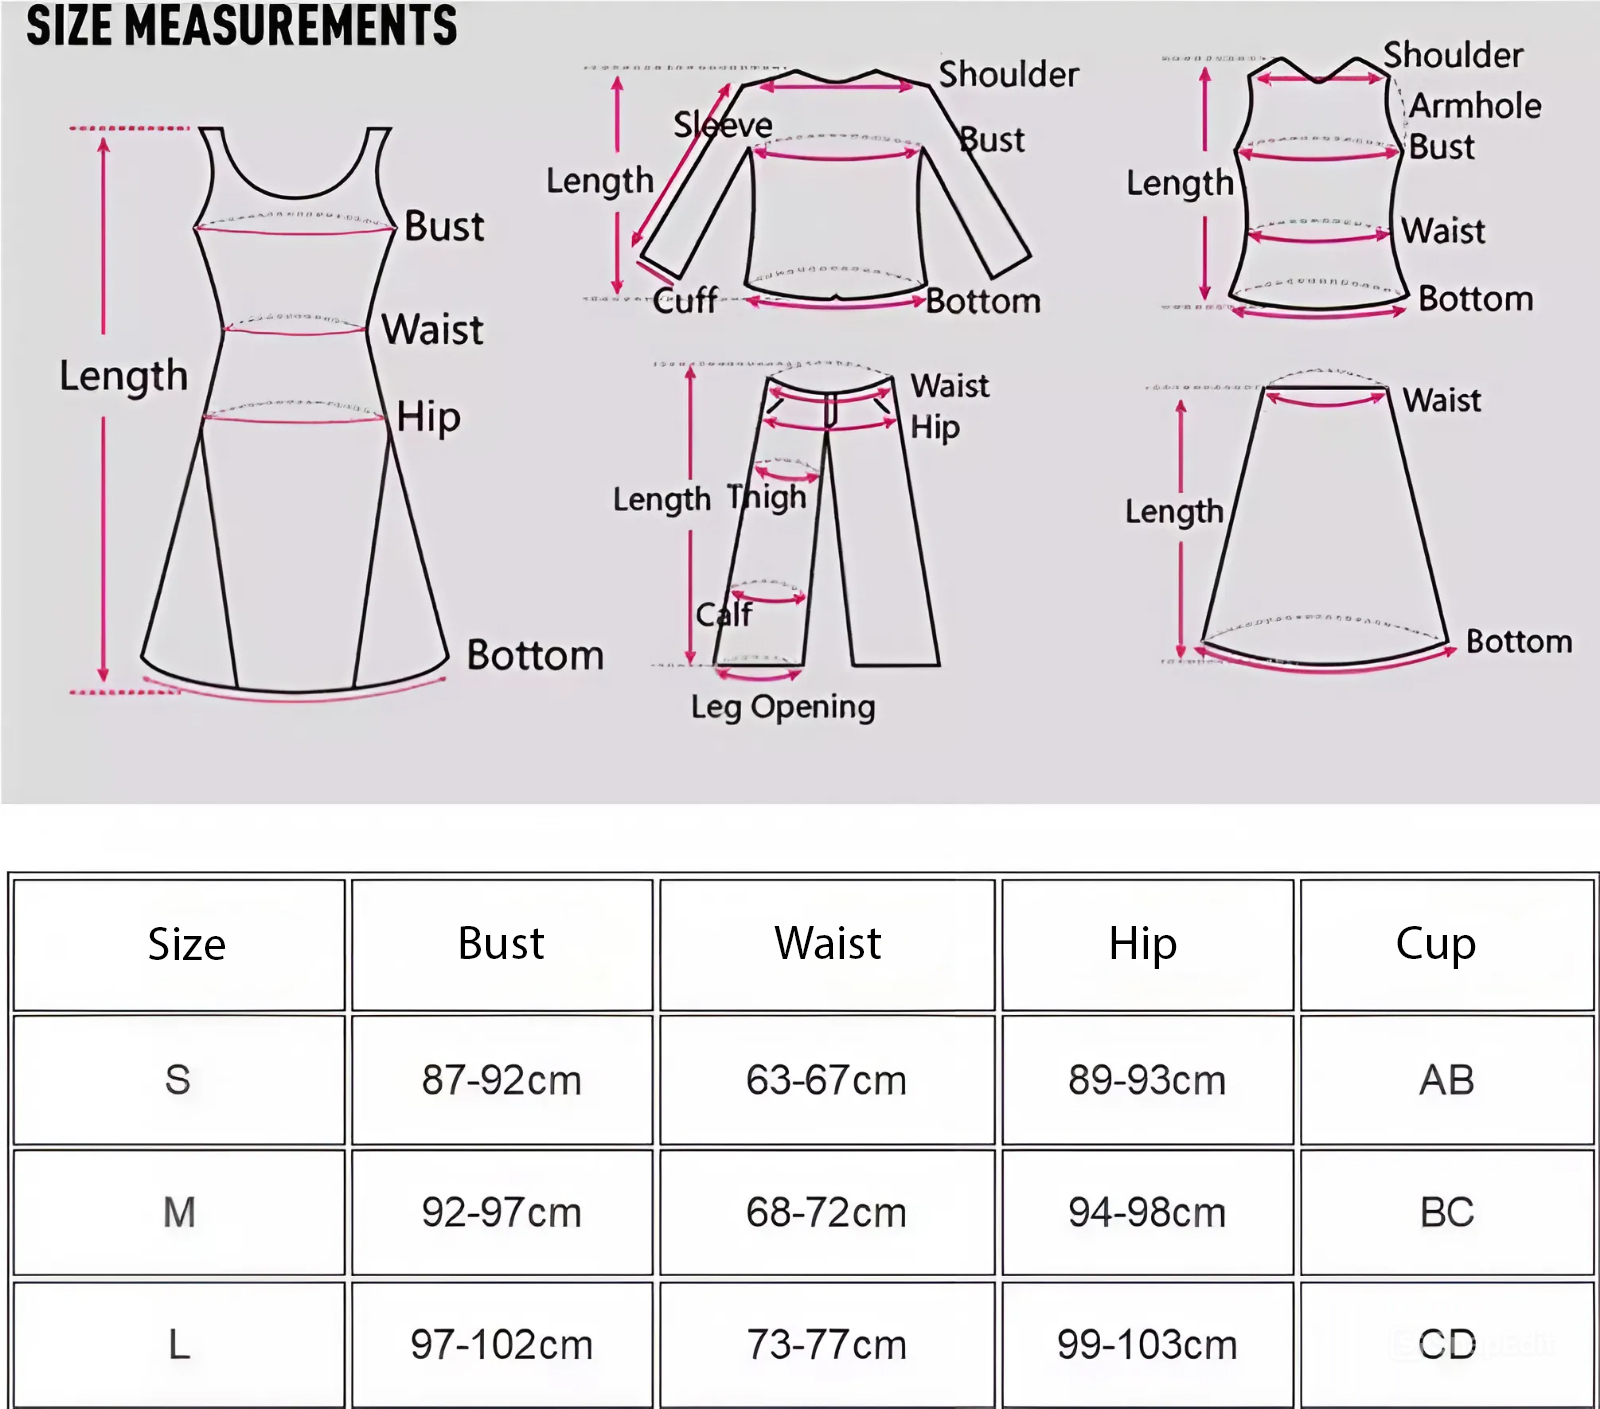 SIZE MEASUREMENTS
Length
Bust
Waist
Hip
Bottom
Shoulder
Sleeve
Bust
Length
Cuff
Bottom
Shoulder
Armhole
Bust
Length
Waist
Bottom
Waist
Hip
Length
Thigh
Calf
Leg Opening
Waist
Length
Bottom
Size Bust Waist Hip Cup
S 87-92cm 63-67cm 89-93cm AB
M 92-97cm 68-72cm 94-98cm BC
L 97-102cm 73-77cm 99-103cm CD